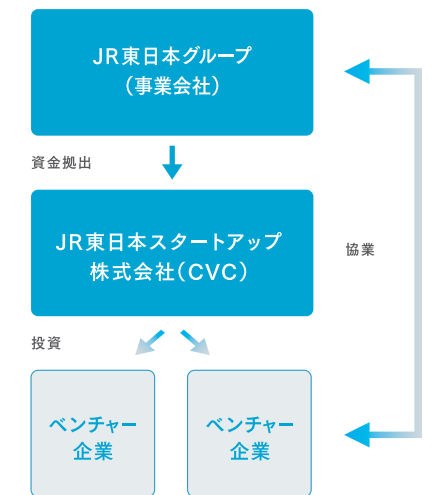 JR東日本グループ
（事業会社）
資金拠出
JR東日本スタートアップ
株式会社（CVC）
協業
投資
ベンチャー
企業
ベンチャー
企業